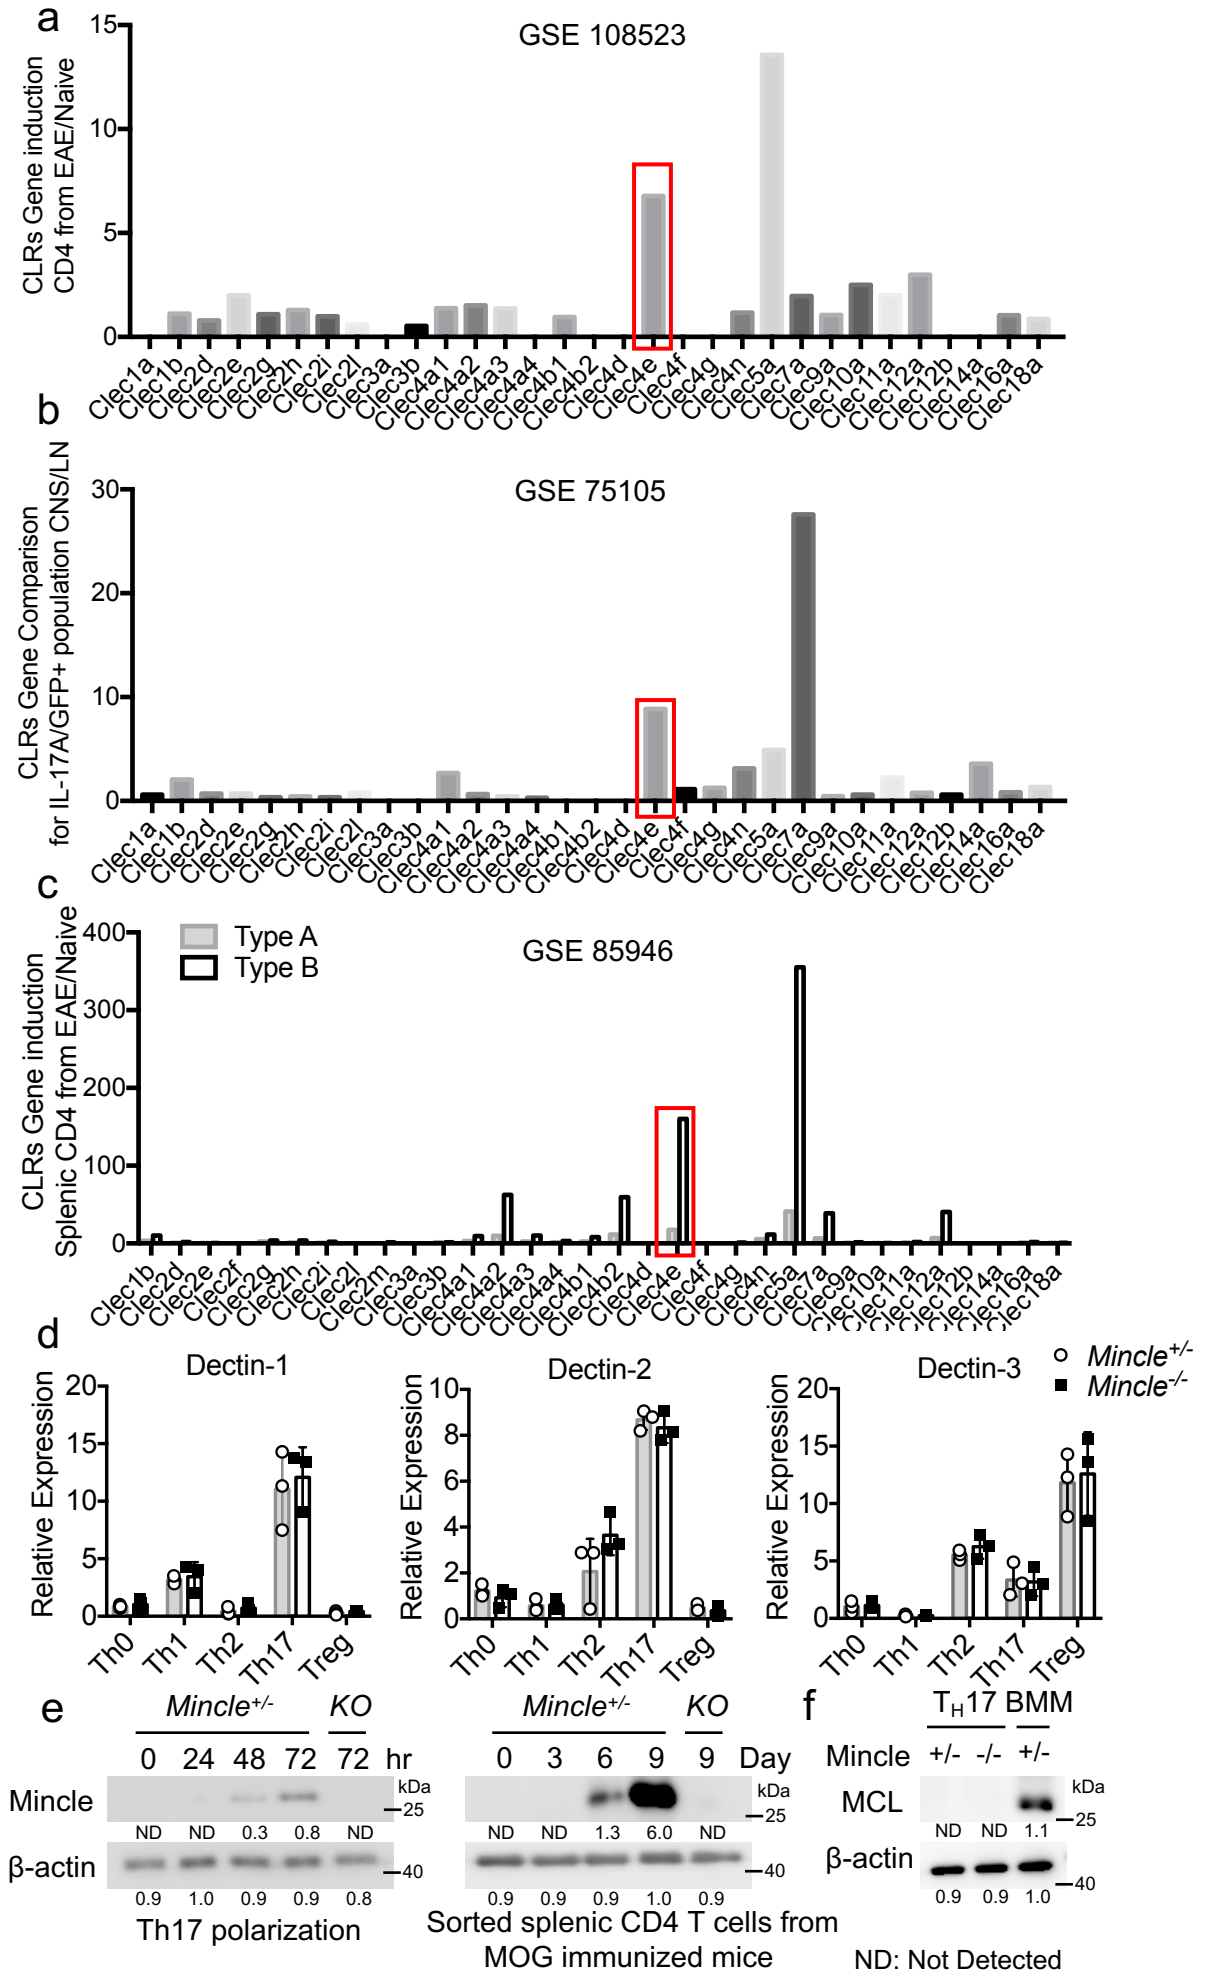 a
GSE 108523
CLRs Gene induction
CD4 from EAE/Naive
15
10
5
0
Clec1a Clec1b Clec2d Clec2e Clec2g Clec2h Clec2i Clec2l Clec3a Clec3b Clec4a1 Clec4a2 Clec4a3 Clec4a4 Clec4b1 Clec4b2 Clec4d Clec4e Clec4f Clec4g Clec4n Clec5a Clec7a Clec9a Clec10a Clec11a Clec12a Clec12b Clec14a Clec16a Clec18a
b
GSE 75105
CLRs Gene Comparison
for IL-17A/GFP+ population CNS/LN
30
20
10
0
Clec1a Clec1b Clec2d Clec2e Clec2g Clec2h Clec2i Clec2l Clec3a Clec3b Clec4a1 Clec4a2 Clec4a3 Clec4a4 Clec4b1 Clec4b2 Clec4d Clec4e Clec4f Clec4g Clec4n Clec5a Clec7a Clec9a Clec10a Clec11a Clec12a Clec12b Clec14a Clec16a Clec18a
c
GSE 85946
Type A
Type B
CLRs Gene induction
Splenic CD4 from EAE/Naive
400
300
200
100
0
Clec1b Clec2d Clec2e Clec2f Clec2g Clec2h Clec2i Clec2l Clec2m Clec3a Clec3b Clec4a1 Clec4a2 Clec4a3 Clec4a4 Clec4b1 Clec4b2 Clec4d Clec4e Clec4f Clec4g Clec4n Clec5a Clec7a Clec9a Clec10a Clec11a Clec12a Clec12b Clec14a Clec16a Clec18a
d
Dectin-1
Relative Expression
20
15
10
5
0
Th0 Th1 Th2 Th17 Treg
Dectin-2
Relative Expression
10
8
6
4
2
0
Th0 Th1 Th2 Th17 Treg
Dectin-3
Relative Expression
20
15
10
5
0
Th0 Th1 Th2 Th17 Treg
Mincle+/-
Mincle-/-
e
Mincle+/- KO
0 24 48 72 72 hr
Mincle
kDa
25
ND ND 0.3 0.8 ND
β-actin
40
0.9 1.0 0.9 0.9 0.8
Th17 polarization
Mincle+/- KO
0 3 6 9 9 Day
kDa
25
ND ND 1.3 6.0 ND
40
0.9 0.9 0.9 1.0 0.9
Sorted splenic CD4 T cells from
MOG immunized mice
f
TH17 BMM
Mincle +/- -/- +/-
MCL
kDa
25
ND ND 1.1
β-actin
40
0.9 0.9 1.0
ND: Not Detected